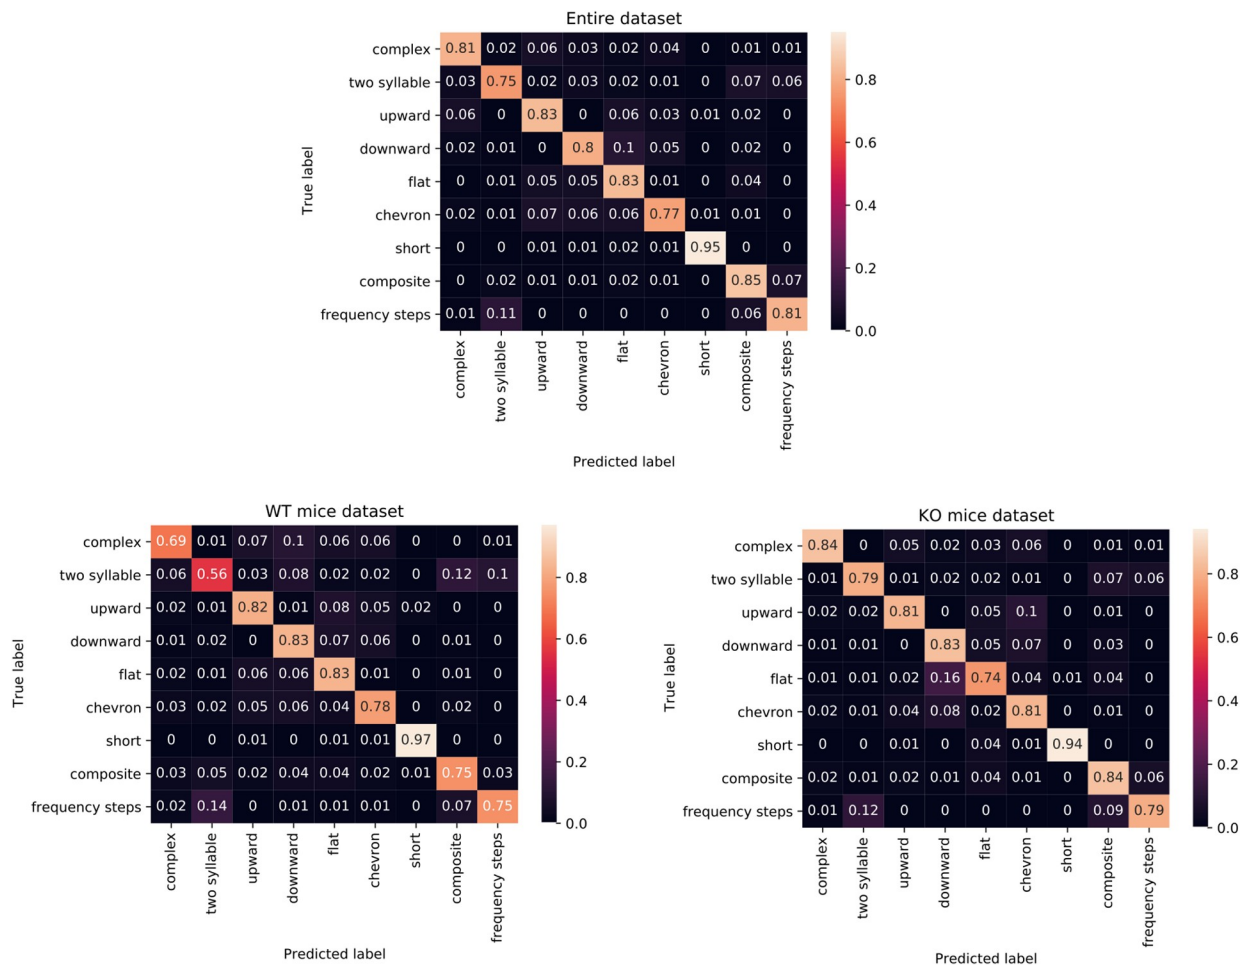 Entire dataset
True label
complex 0.81 0.02 0.06 0.03 0.02 0.04 0 0.01 0.01
two syllable 0.03 0.75 0.02 0.03 0.02 0.01 0 0.07 0.06
upward 0.06 0 0.83 0 0.06 0.03 0.01 0.02 0
downward 0.02 0.01 0 0.8 0.1 0.05 0 0.02 0
flat 0 0.01 0.05 0.05 0.83 0.01 0 0.04 0
chevron 0.02 0.01 0.07 0.06 0.06 0.77 0.01 0.01 0
short 0 0 0.01 0.01 0.02 0.01 0.95 0 0
composite 0 0.02 0.01 0.01 0.02 0.01 0 0.85 0.07
frequency steps 0.01 0.11 0 0 0 0 0 0.06 0.81
complex two syllable upward downward flat chevron short composite frequency steps
Predicted label
0.8
0.6
0.4
0.2
0.0
WT mice dataset
True label
complex 0.69 0.01 0.07 0.1 0.06 0.06 0 0 0.01
two syllable 0.06 0.56 0.03 0.08 0.02 0.02 0 0.12 0.1
upward 0.02 0.01 0.82 0.01 0.08 0.05 0.02 0 0
downward 0.01 0.02 0 0.83 0.07 0.06 0 0.01 0
flat 0.02 0.01 0.06 0.06 0.83 0.01 0 0.01 0
chevron 0.03 0.02 0.05 0.06 0.04 0.78 0 0.02 0
short 0 0 0.01 0 0.01 0.01 0.97 0 0
composite 0.03 0.05 0.02 0.04 0.04 0.02 0.01 0.75 0.03
frequency steps 0.02 0.14 0 0.01 0.01 0.01 0 0.07 0.75
complex two syllable upward downward flat chevron short composite frequency steps
Predicted label
0.8
0.6
0.4
0.2
0.0
KO mice dataset
True label
complex 0.84 0 0.05 0.02 0.03 0.06 0 0.01 0.01
two syllable 0.01 0.79 0.01 0.02 0.02 0.01 0 0.07 0.06
upward 0.02 0.02 0.81 0 0.05 0.1 0 0.01 0
downward 0.01 0.01 0 0.83 0.05 0.07 0 0.03 0
flat 0.01 0.01 0.02 0.16 0.74 0.04 0.01 0.04 0
chevron 0.02 0.01 0.04 0.08 0.02 0.81 0 0.01 0
short 0 0 0.01 0 0.04 0.01 0.94 0 0
composite 0.02 0.01 0.02 0.01 0.04 0.01 0 0.84 0.06
frequency steps 0.01 0.12 0 0 0 0 0 0.09 0.79
complex two syllable upward downward flat chevron short composite frequency steps
Predicted label
0.8
0.6
0.4
0.2
0.0